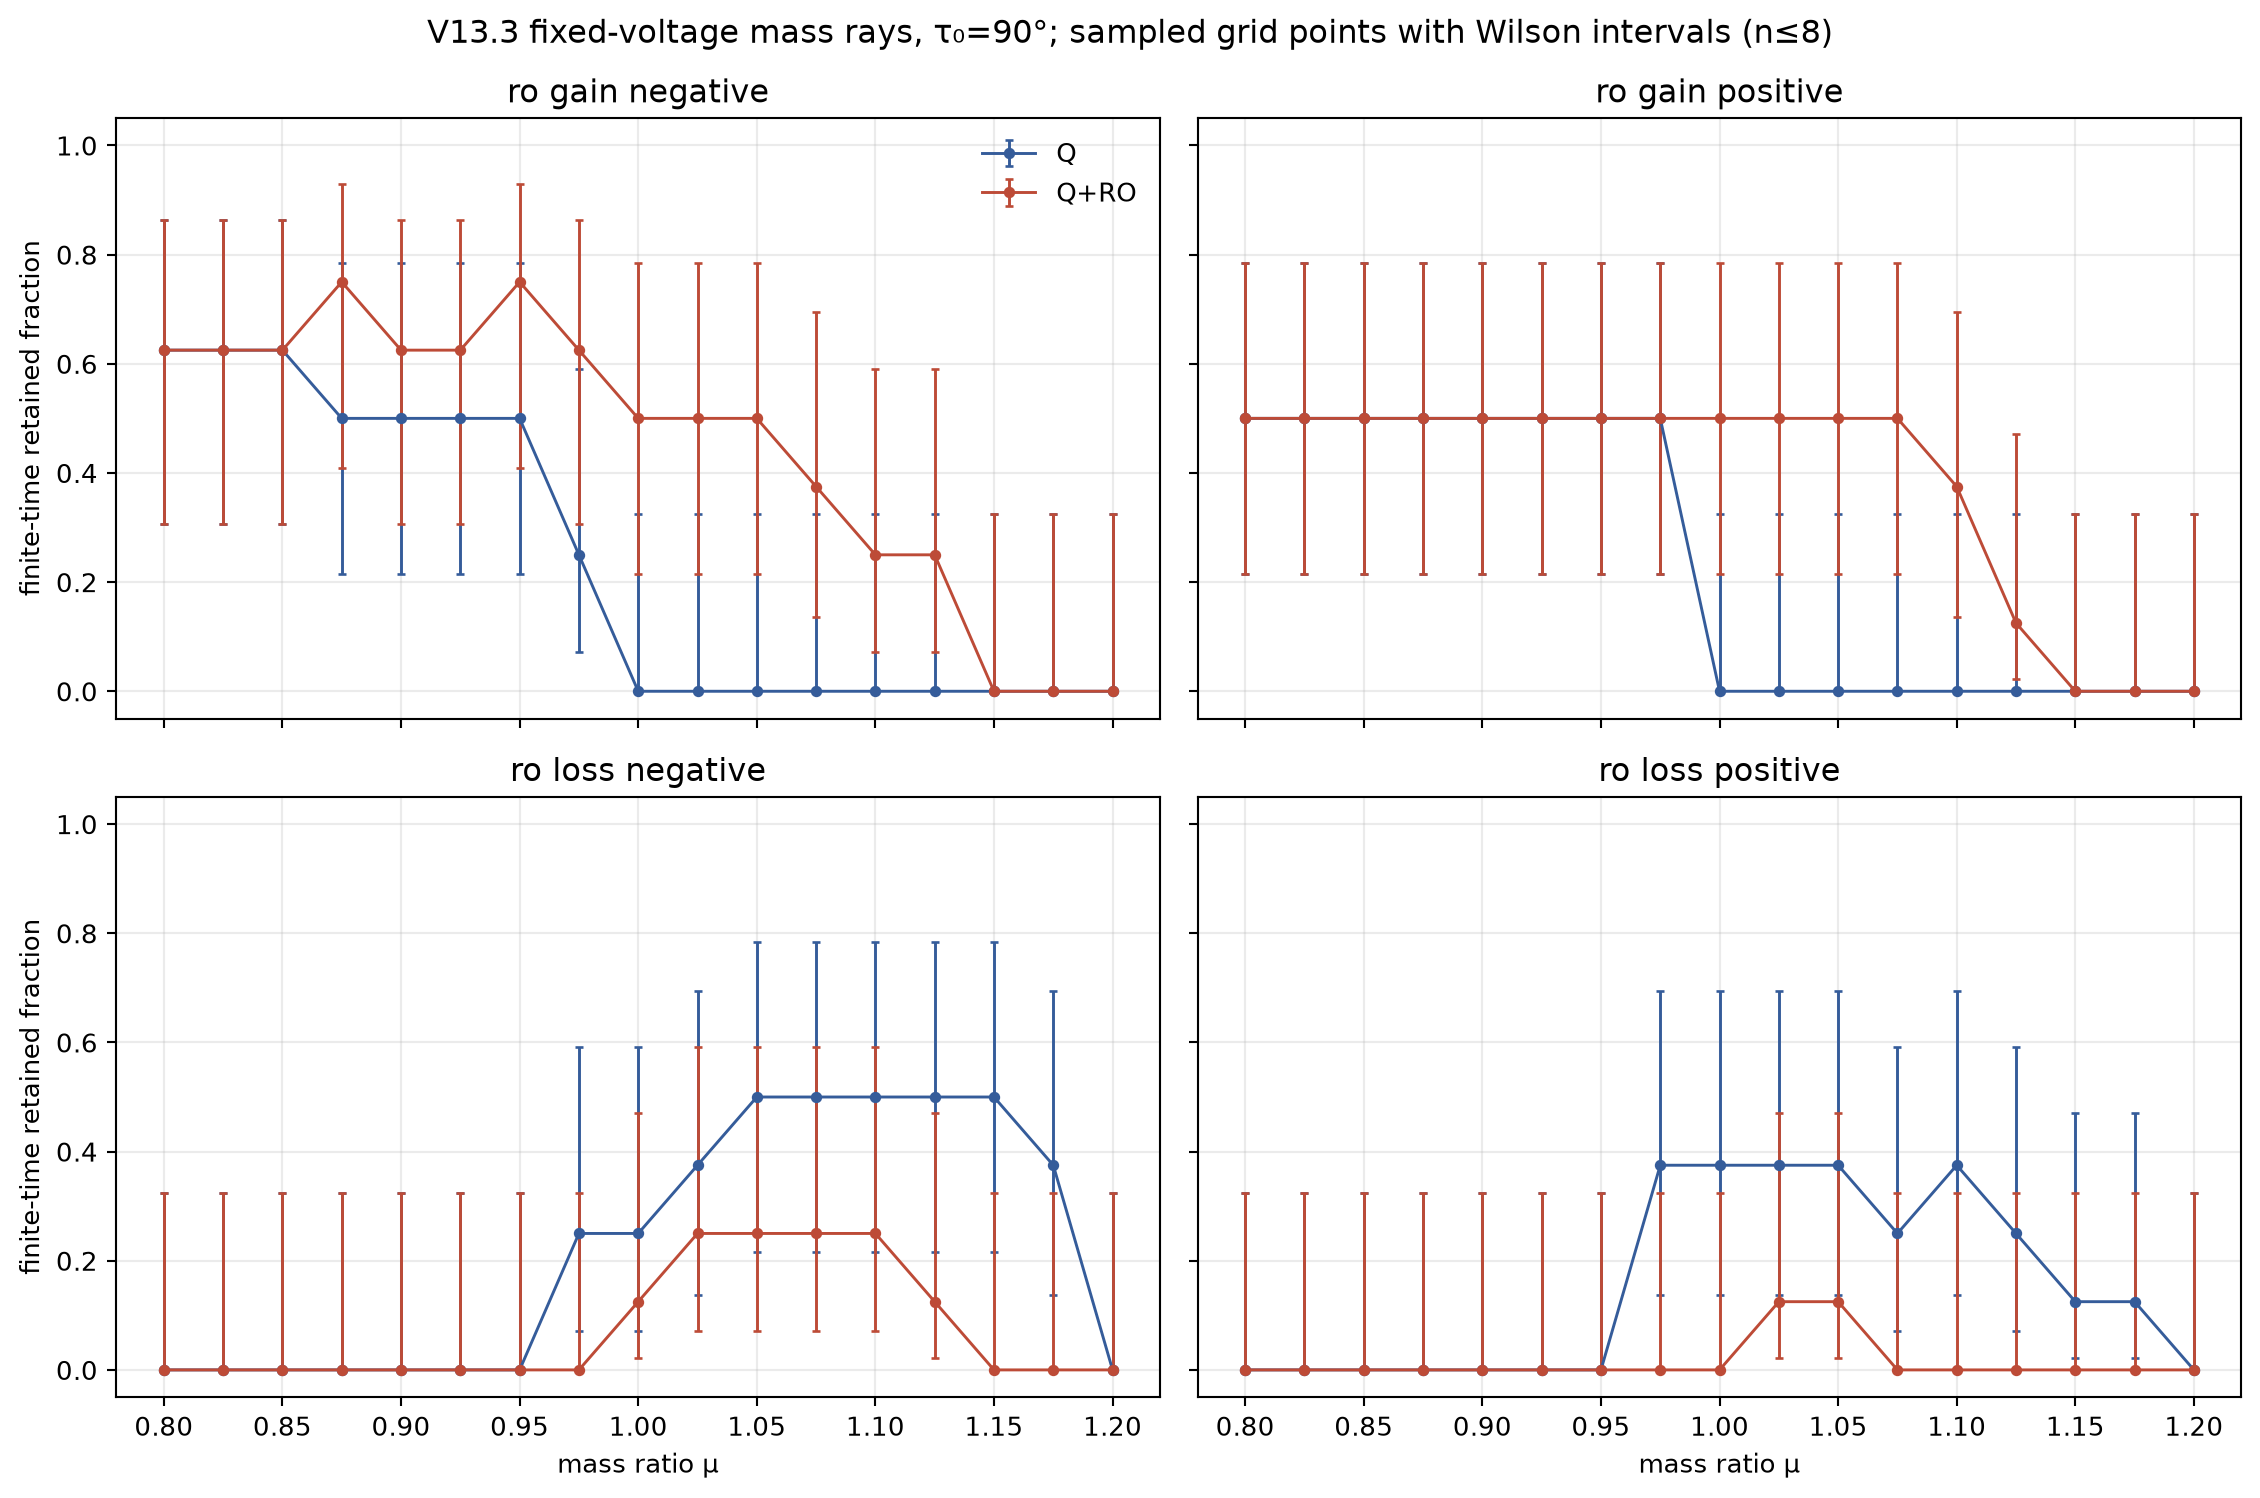 V13.3 fixed-voltage mass rays, τ₀=90°; sampled grid points with Wilson intervals (n≤8)
ro gain negative
ro gain positive
1.0
0.8
0.6
0.4
0.2
0.0
finite-time retained fraction
Q
Q+RO
ro loss negative
ro loss positive
1.0
0.8
0.6
0.4
0.2
0.0
finite-time retained fraction
0.80 0.85 0.90 0.95 1.00 1.05 1.10 1.15 1.20
0.80 0.85 0.90 0.95 1.00 1.05 1.10 1.15 1.20
mass ratio μ
mass ratio μ